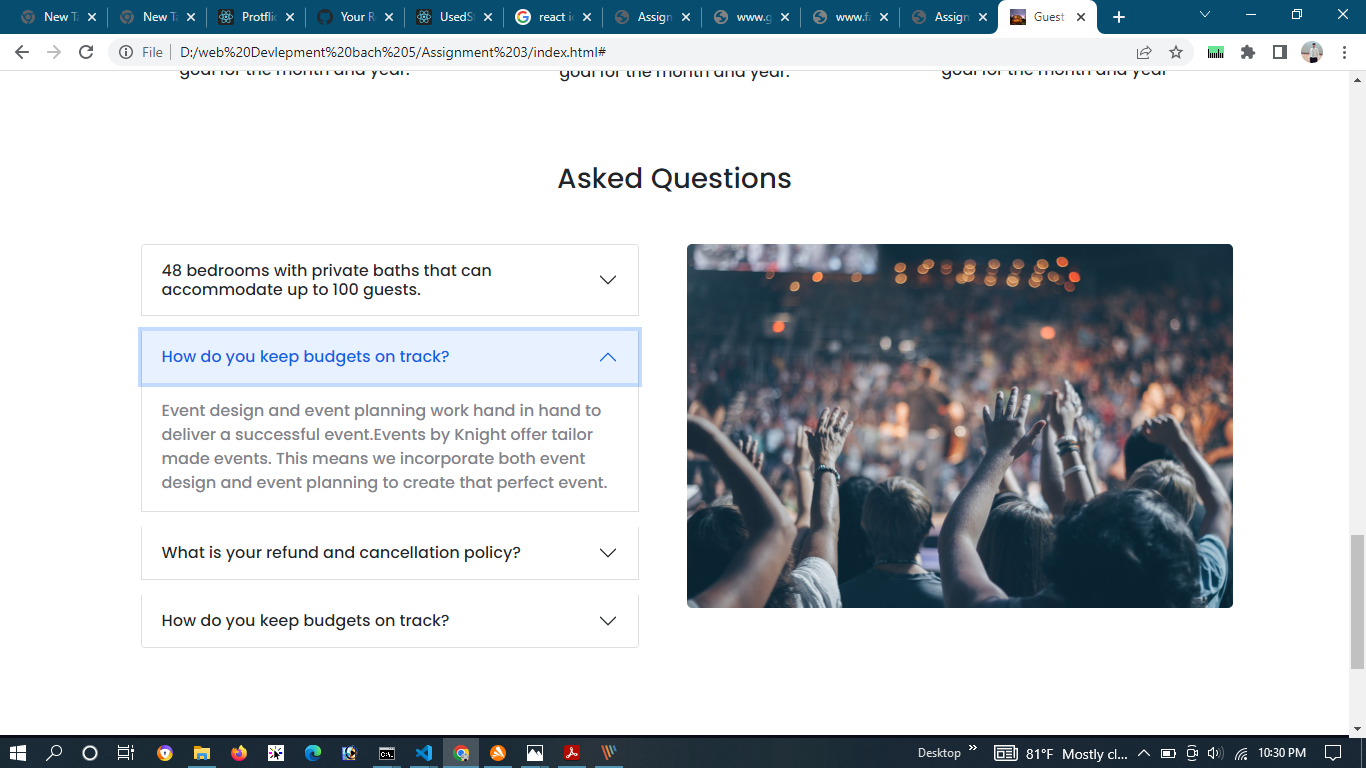 New Ta
New Ta
Protfli
Your R
UsedSt
react ic
Assign
www.g
www.fa
Assign
Guest
File
D:/web%20Devlepment%20bach%205/Assignment%203/index.html#
goal for the month and year.
goal for the month and year.
goal for the month and year
Asked Questions
48 bedrooms with private baths that can
accommodate up to 100 guests.
How do you keep budgets on track?
Event design and event planning work hand in hand to
deliver a successful event.Events by Knight offer tailor
made events. This means we incorporate both event
design and event planning to create that perfect event.
What is your refund and cancellation policy?
How do you keep budgets on track?
Desktop
81°F Mostly cl...
10:30 PM